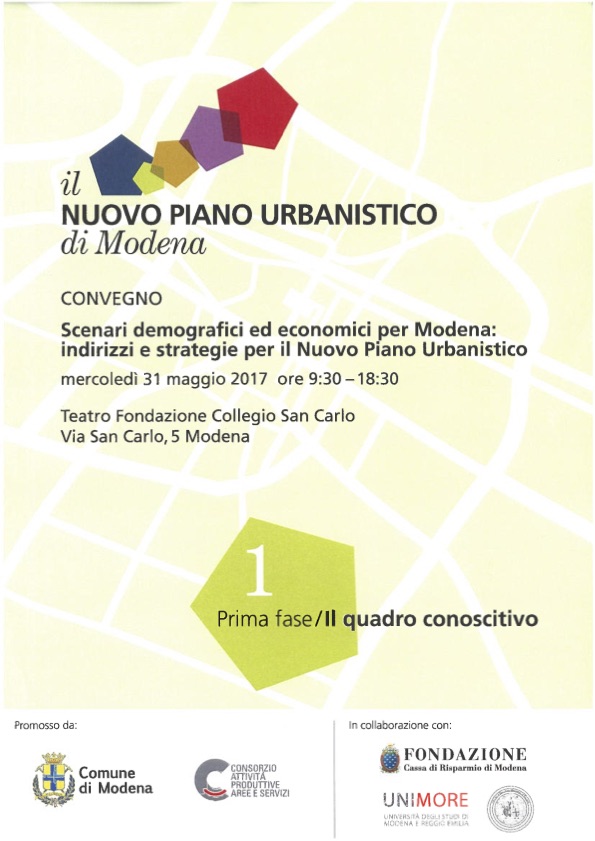 il
NUOVO PIANO URBANISTICO
di Modena
CONVEGNO
Scenari demografici ed economici per Modena:
indirizzi e strategie per il Nuovo Piano Urbanistico
mercoledì 31 maggio 2017 ore 9:30 – 18:30
Teatro Fondazione Collegio San Carlo
Via San Carlo, 5 Modena
1
Prima fase/Il quadro conoscitivo
Promosso da:
Comune
di Modena
CONSORZIO
ATTIVITÀ
PRODUTTIVE
AREE E SERVIZI
In collaborazione con:
FONDAZIONE
Cassa di Risparmio di Modena
UNIMORE
UNIVERSITÀ DEGLI STUDI DI
MODENA E REGGIO EMILIA